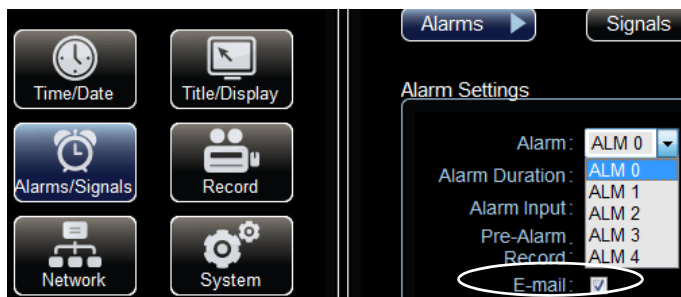 Time/Date
Title/Display
Alarms/Signals
Record
Network
System
Alarms
Signals
Alarm Settings
Alarm: ALM 0
ALM 0
Alarm Duration:
ALM 1
Alarm Input:
ALM 2
Pre-Alarm
Record:
ALM 3
ALM 4
E-mail: